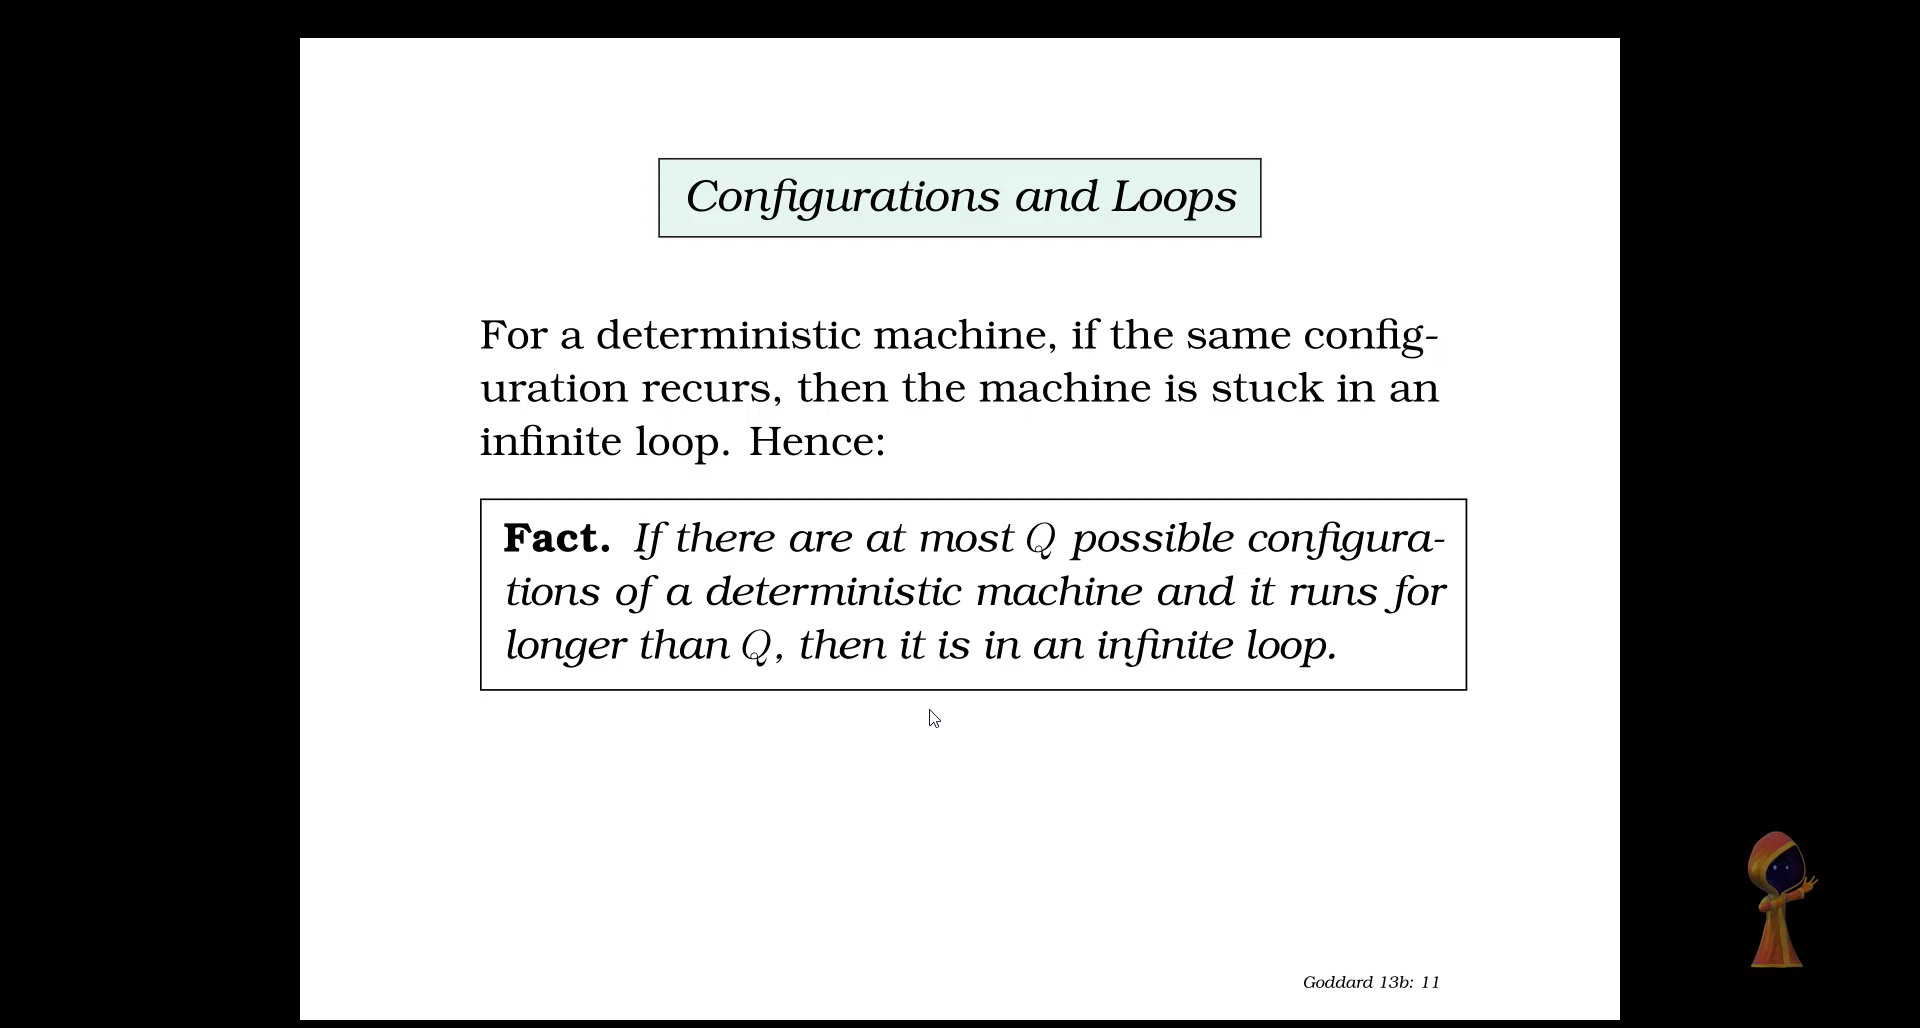 Configurations and Loops
For a deterministic machine, if the same config-
uration recurs, then the machine is stuck in an
infinite loop. Hence:
Fact. If there are at most Q possible configura-
tions of a deterministic machine and it runs for
longer than Q, then it is in an infinite loop.
Goddard 13b: 11